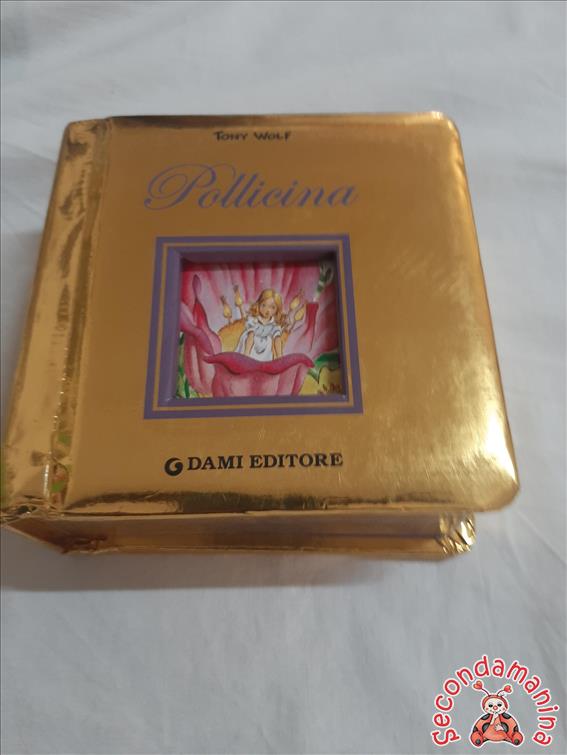 TONY WOLF
Pollicina
DAMI EDITORE
Secondamanina